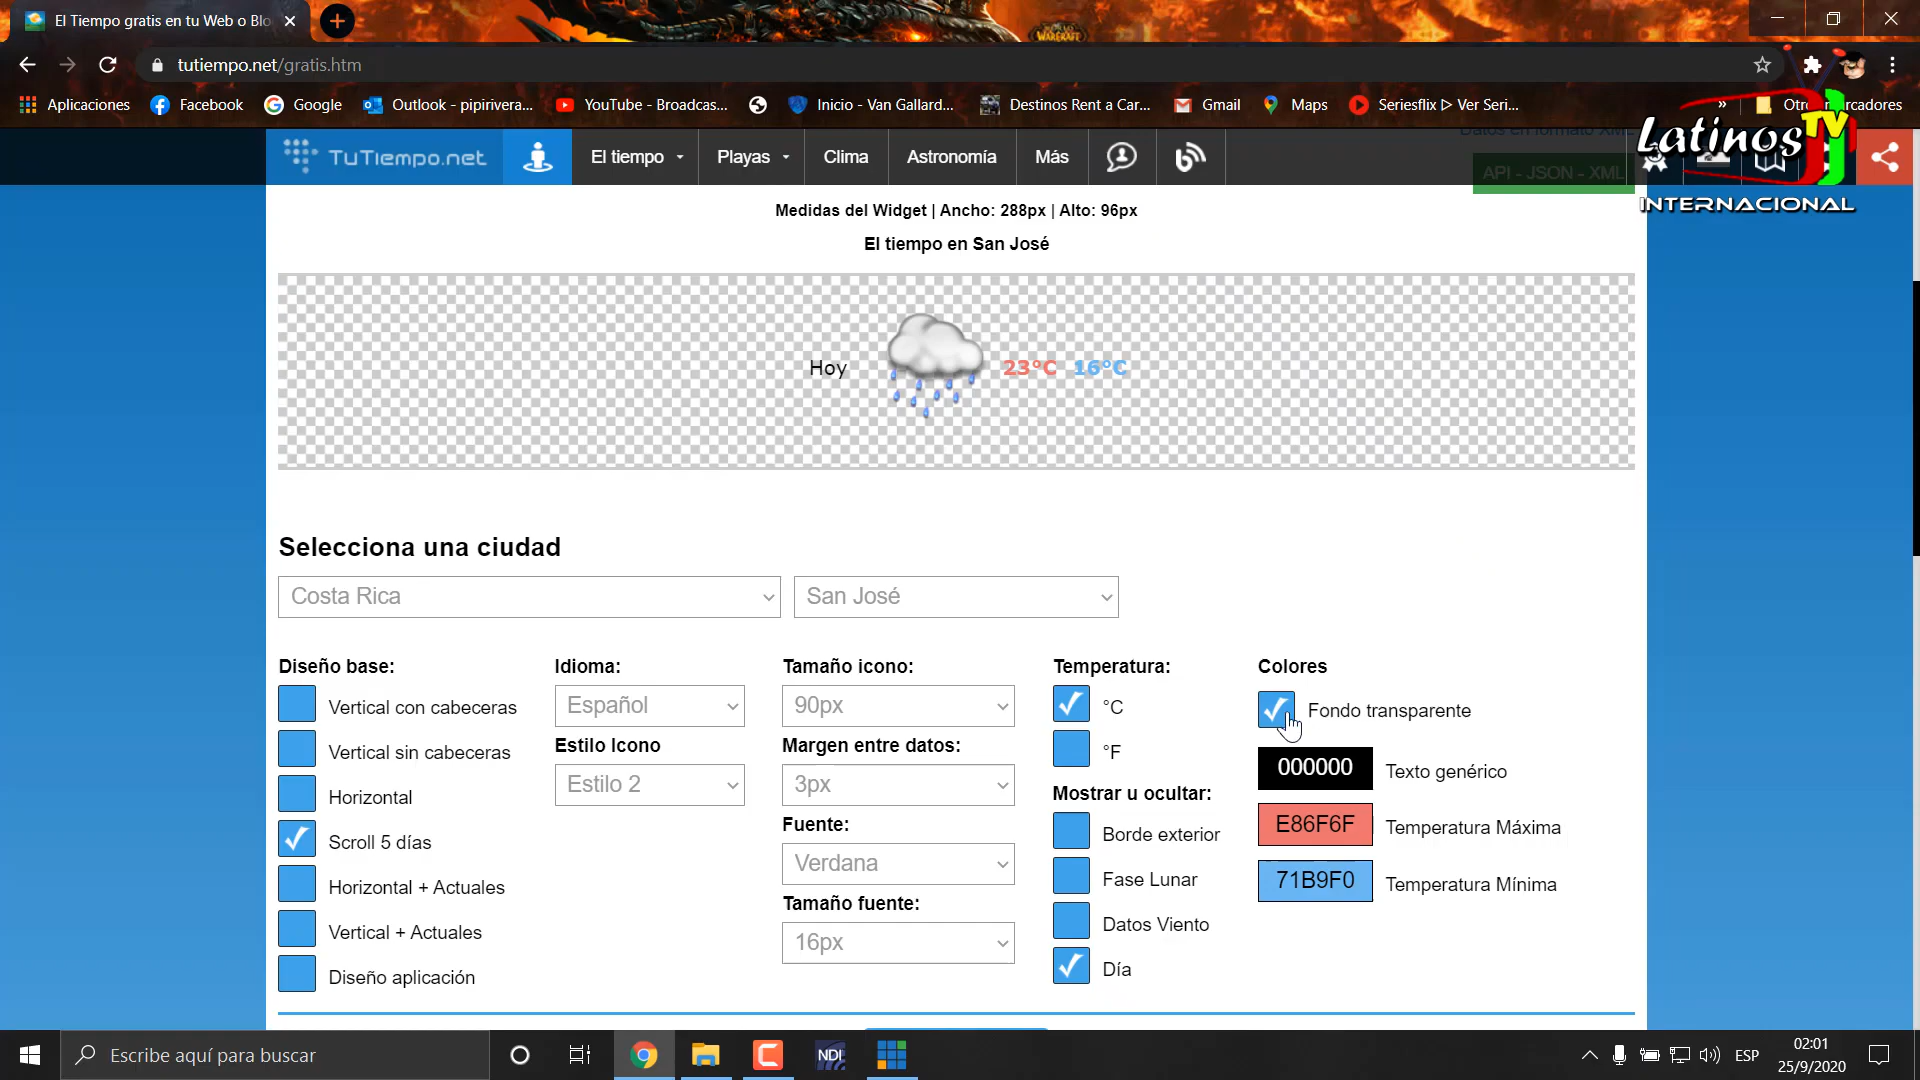 El Tiempo gratis en tu Web o Blo
tutiempo.net/gratis.htm
Aplicaciones
Facebook
Google
Outlook - pipirivera...
YouTube - Broadcas...
Inicio - Van Gallard...
Destinos Rent a Car...
Gmail
Maps
Seriesflix ᐅ Ver Seri...
»
Latinos TV
INTERNACIONAL
TuTiempo.net
El tiempo
Playas
Clima
Astronomía
Más
Datos en formato XML
API - JSON - XML
Medidas del Widget | Ancho: 288px | Alto: 96px
El tiempo en San José
Hoy
23°C 16°C
Selecciona una ciudad
Costa Rica
San José
Diseño base:
Vertical con cabeceras
Vertical sin cabeceras
Horizontal
Scroll 5 días
Horizontal + Actuales
Vertical + Actuales
Diseño aplicación
Idioma:
Español
Estilo Icono
Estilo 2
Tamaño icono:
90px
Margen entre datos:
3px
Fuente:
Verdana
Tamaño fuente:
16px
Temperatura:
°C
°F
Mostrar u ocultar:
Borde exterior
Fase Lunar
Datos Viento
Día
Colores
Fondo transparente
000000 Texto genérico
E86F6F Temperatura Máxima
71B9F0 Temperatura Mínima
Escribe aquí para buscar
NDI
ESP
02:01
25/9/2020